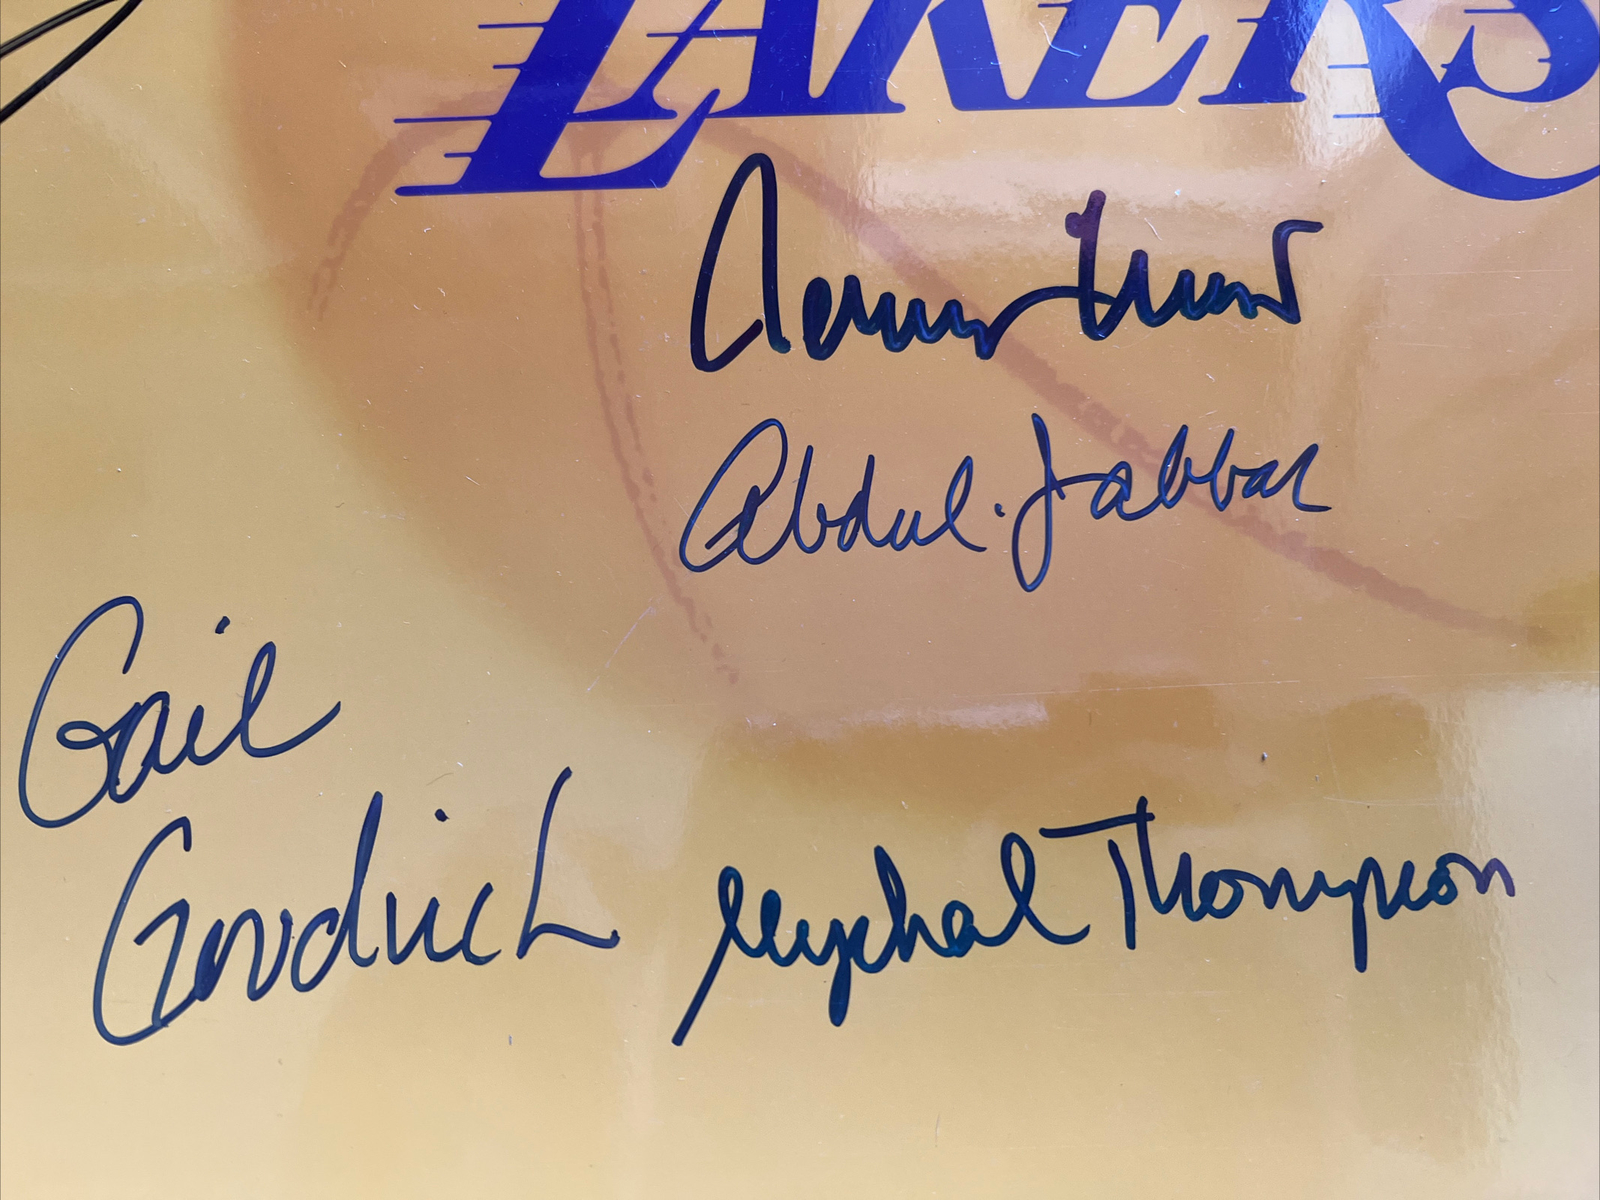 LAKERS
Abdul-Jabbar
Gail
Goodrich
Mychal Thompson